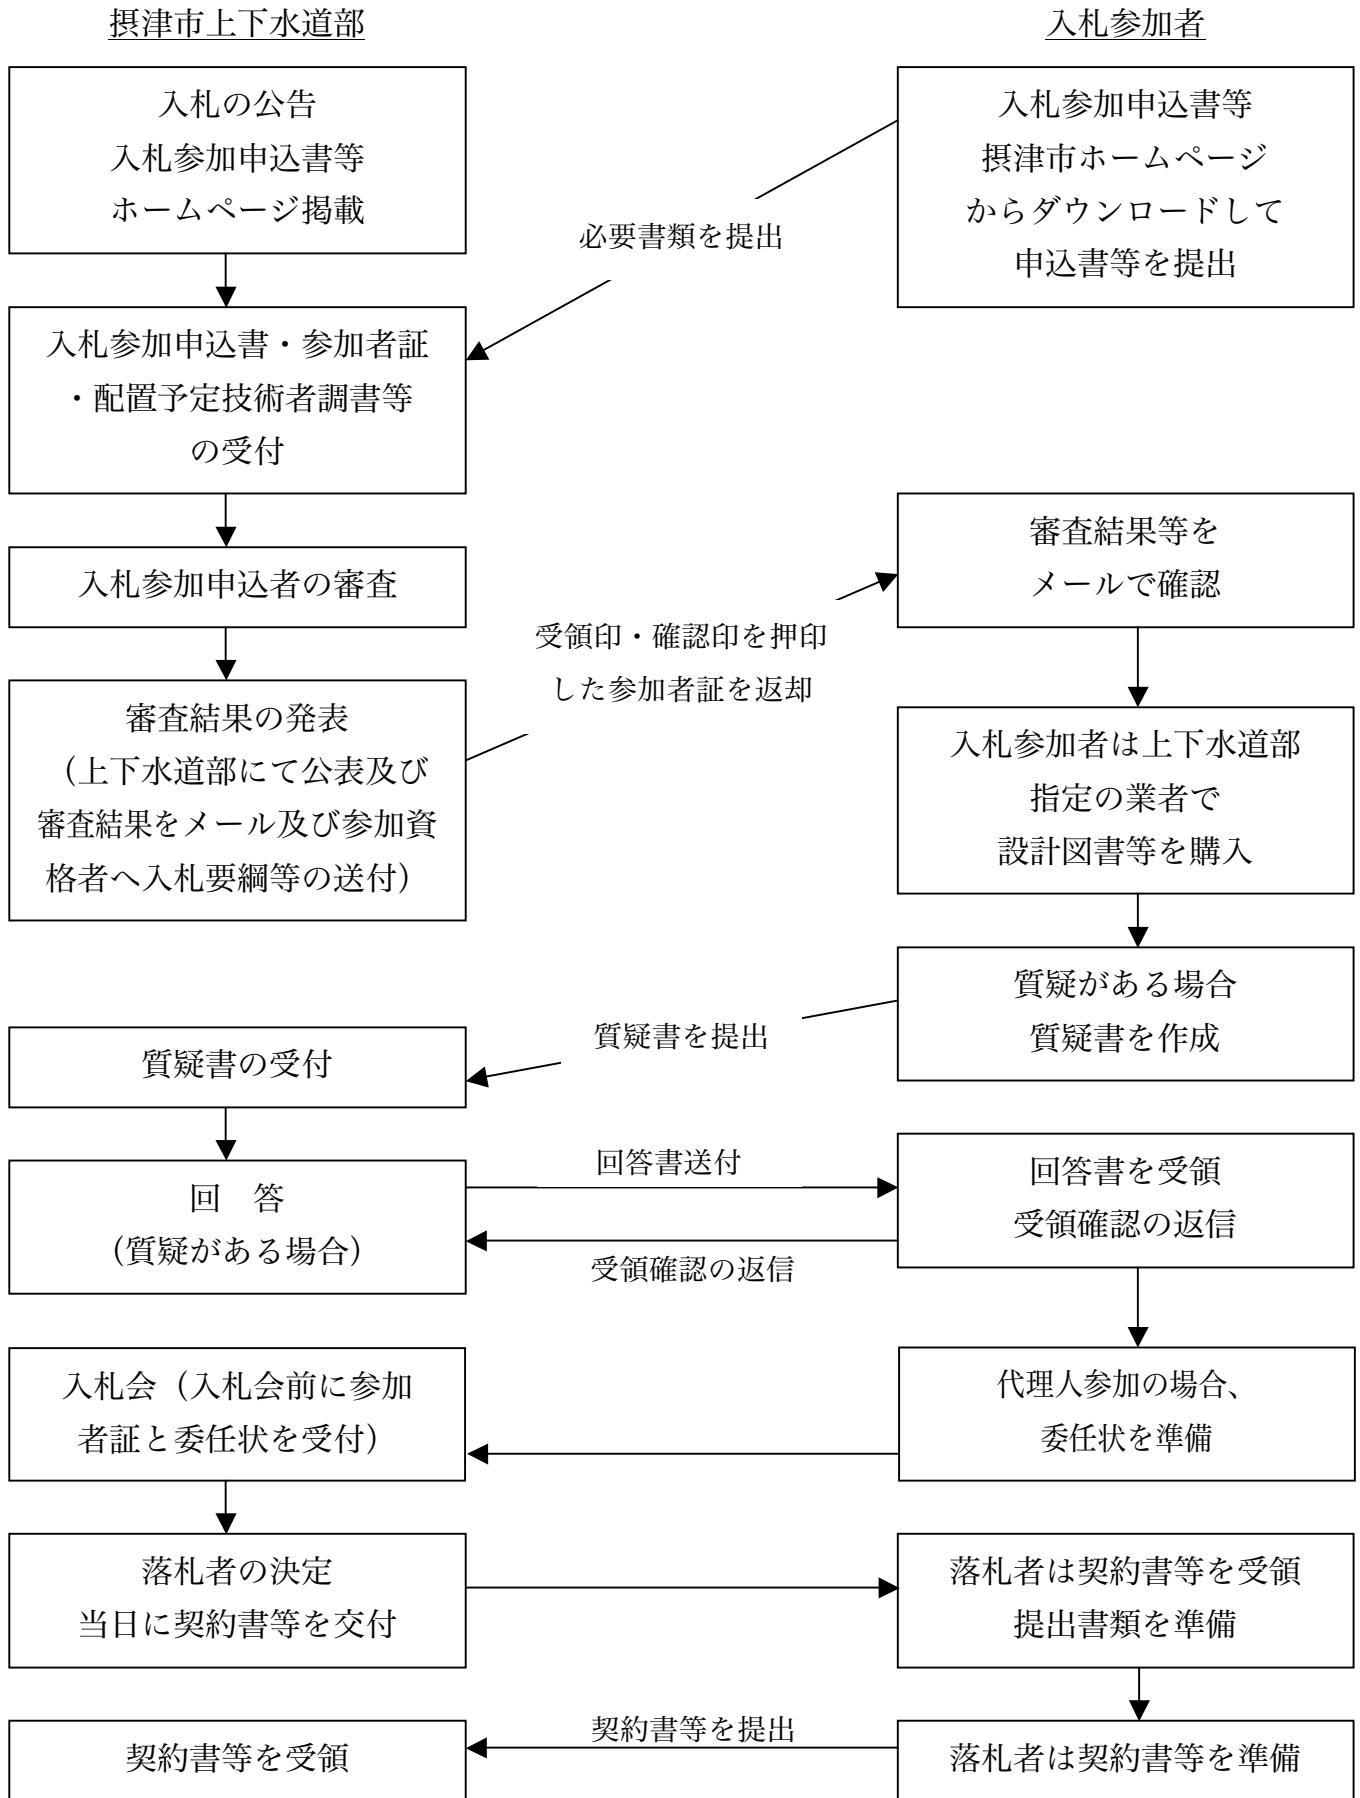 摂津市上下水道部
入札参加者
入札の公告
入札参加申込書等
ホームページ掲載
入札参加申込書等
摂津市ホームページ
からダウンロードして
申込書等を提出
必要書類を提出
入札参加申込書・参加者証
・配置予定技術者調書等
の受付
入札参加申込者の審査
審査結果等を
メールで確認
受領印・確認印を押印
した参加者証を返却
審査結果の発表
（上下水道部にて公表及び
審査結果をメール及び参加資
格者へ入札要綱等の送付）
入札参加者は上下水道部
指定の業者で
設計図書等を購入
質疑がある場合
質疑書を作成
質疑書を提出
質疑書の受付
回　答
（質疑がある場合）
回答書送付
回答書を受領
受領確認の返信
受領確認の返信
入札会（入札会前に参加
者証と委任状を受付）
代理人参加の場合、
委任状を準備
落札者の決定
当日に契約書等を交付
落札者は契約書等を受領
提出書類を準備
契約書等を受領
契約書等を提出
落札者は契約書等を準備